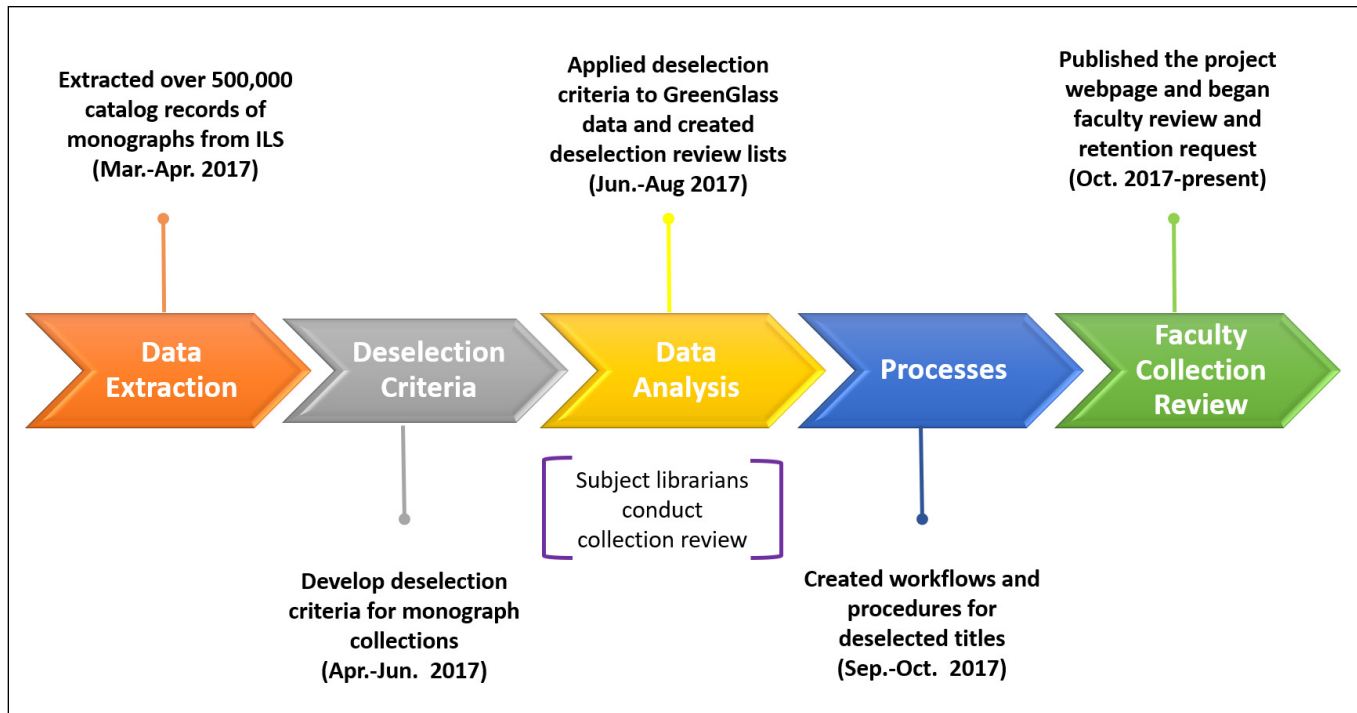 Extracted over 500,000
catalog records of
monographs from ILS
(Mar.-Apr. 2017)
Applied deselection
criteria to GreenGlass
data and created
deselection review lists
(Jun.-Aug 2017)
Published the project
webpage and began
faculty review and
retention request
(Oct. 2017-present)
Data
Extraction
Deselection
Criteria
Data
Analysis
Processes
Faculty
Collection
Review
Subject librarians
conduct
collection review
Develop deselection
criteria for monograph
collections
(Apr.-Jun.  2017)
Created workflows and
procedures for
deselected titles
(Sep.-Oct.  2017)